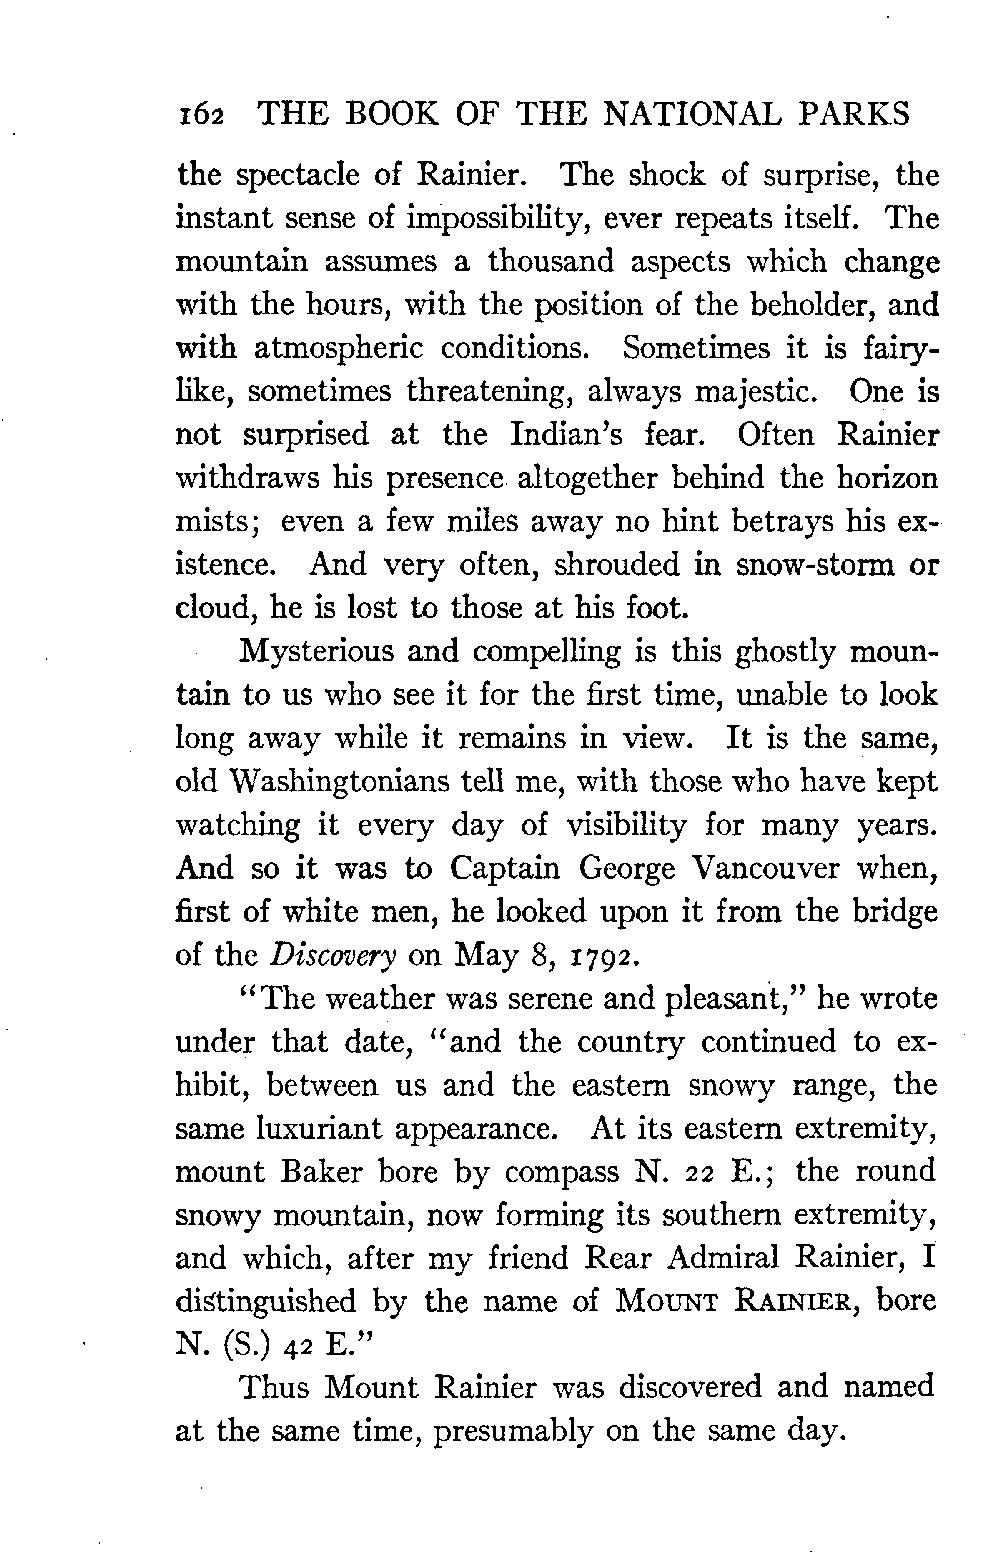 162 THE BOOK OF THE NATIONAL PARKS
the spectacle of Rainier. The shock of surprise, the
instant sense of impossibility, ever repeats itself. The
mountain assumes a thousand aspects which change
with the hours, with the position of the beholder, and
with atmospheric conditions. Sometimes it is fairy-
like, sometimes threatening, always majestic. One is
not surprised at the Indian's fear. Often Rainier
withdraws his presence altogether behind the horizon
mists; even a few miles away no hint betrays his ex-
istence. And very often, shrouded in snow-storm or
cloud, he is lost to those at his foot.
Mysterious and compelling is this ghostly moun-
tain to us who see it for the first time, unable to look
long away while it remains in view. It is the same,
old Washingtonians tell me, with those who have kept
watching it every day of visibility for many years.
And so it was to Captain George Vancouver when,
first of white men, he looked upon it from the bridge
of the Discovery on May 8, 1792.
"The weather was serene and pleasant," he wrote
under that date, "and the country continued to ex-
hibit, between us and the eastern snowy range, the
same luxuriant appearance. At its eastern extremity,
mount Baker bore by compass N. 22 E.; the round
snowy mountain, now forming its southern extremity,
and which, after my friend Rear Admiral Rainier, I
distinguished by the name of MOUNT RAINIER, bore
N. (S.) 42 E."
Thus Mount Rainier was discovered and named
at the same time, presumably on the same day.